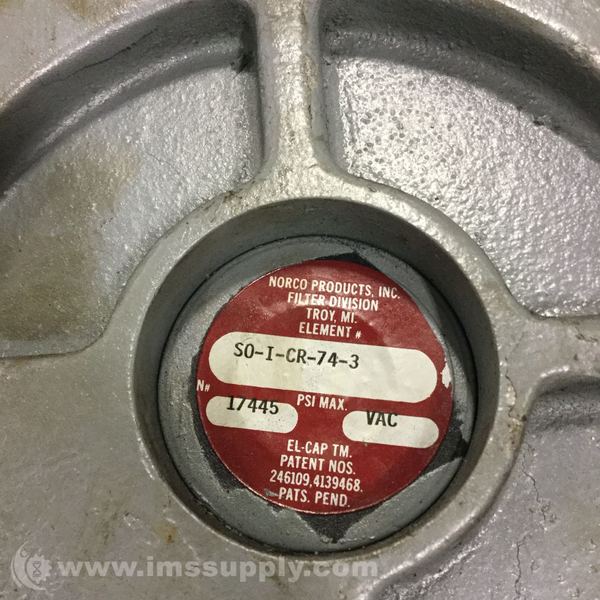 NORCO PRODUCTS, INC.
FILTER DIVISION
TROY, MI.
ELEMENT #
SO-I-CR-74-3
N# PSI MAX.
17445 VAC
EL-CAP TM.
PATENT NOS.
246109,4139468.
PATS. PEND.
www.imssupply.com